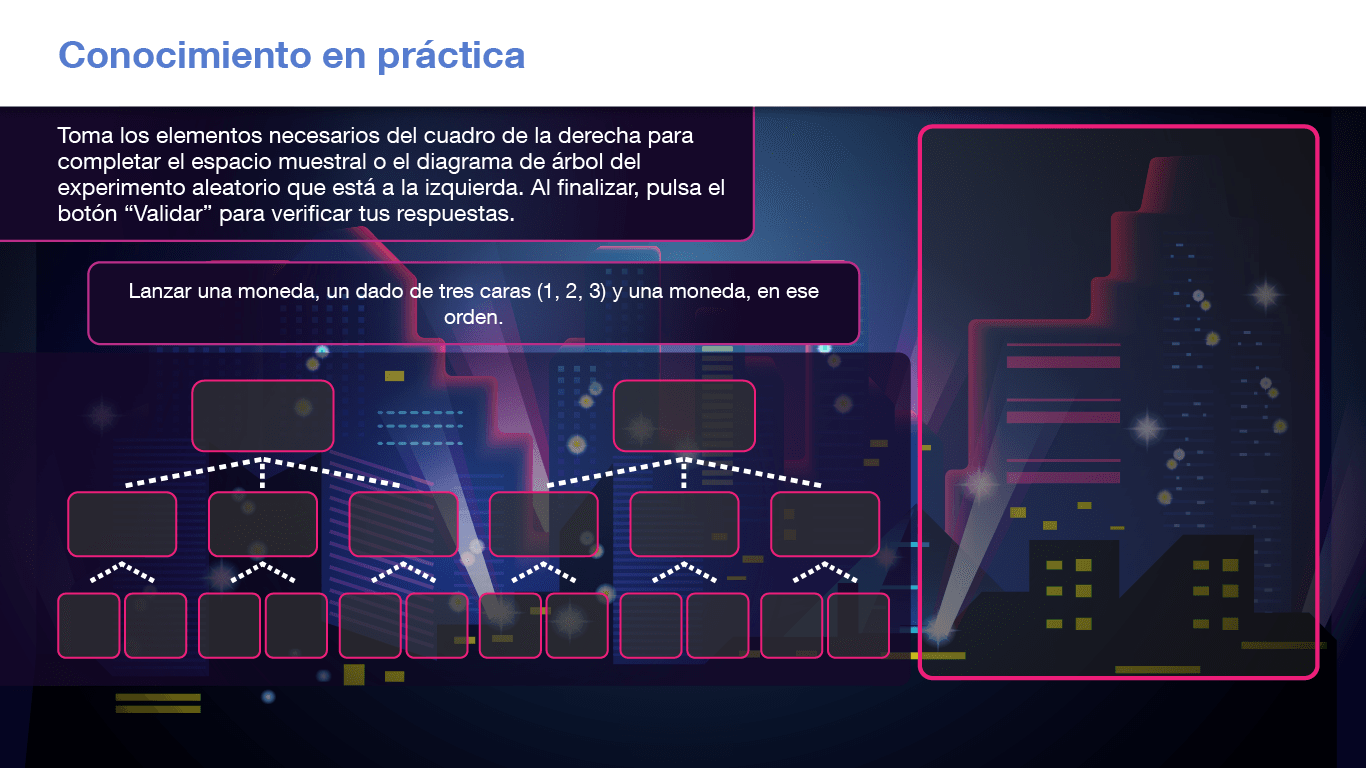 Conocimiento en práctica
Toma los elementos necesarios del cuadro de la derecha para
completar el espacio muestral o el diagrama de árbol del
experimento aleatorio que está a la izquierda. Al finalizar, pulsa el
botón “Validar” para verificar tus respuestas.
Lanzar una moneda, un dado de tres caras (1, 2, 3) y una moneda, en ese
orden.